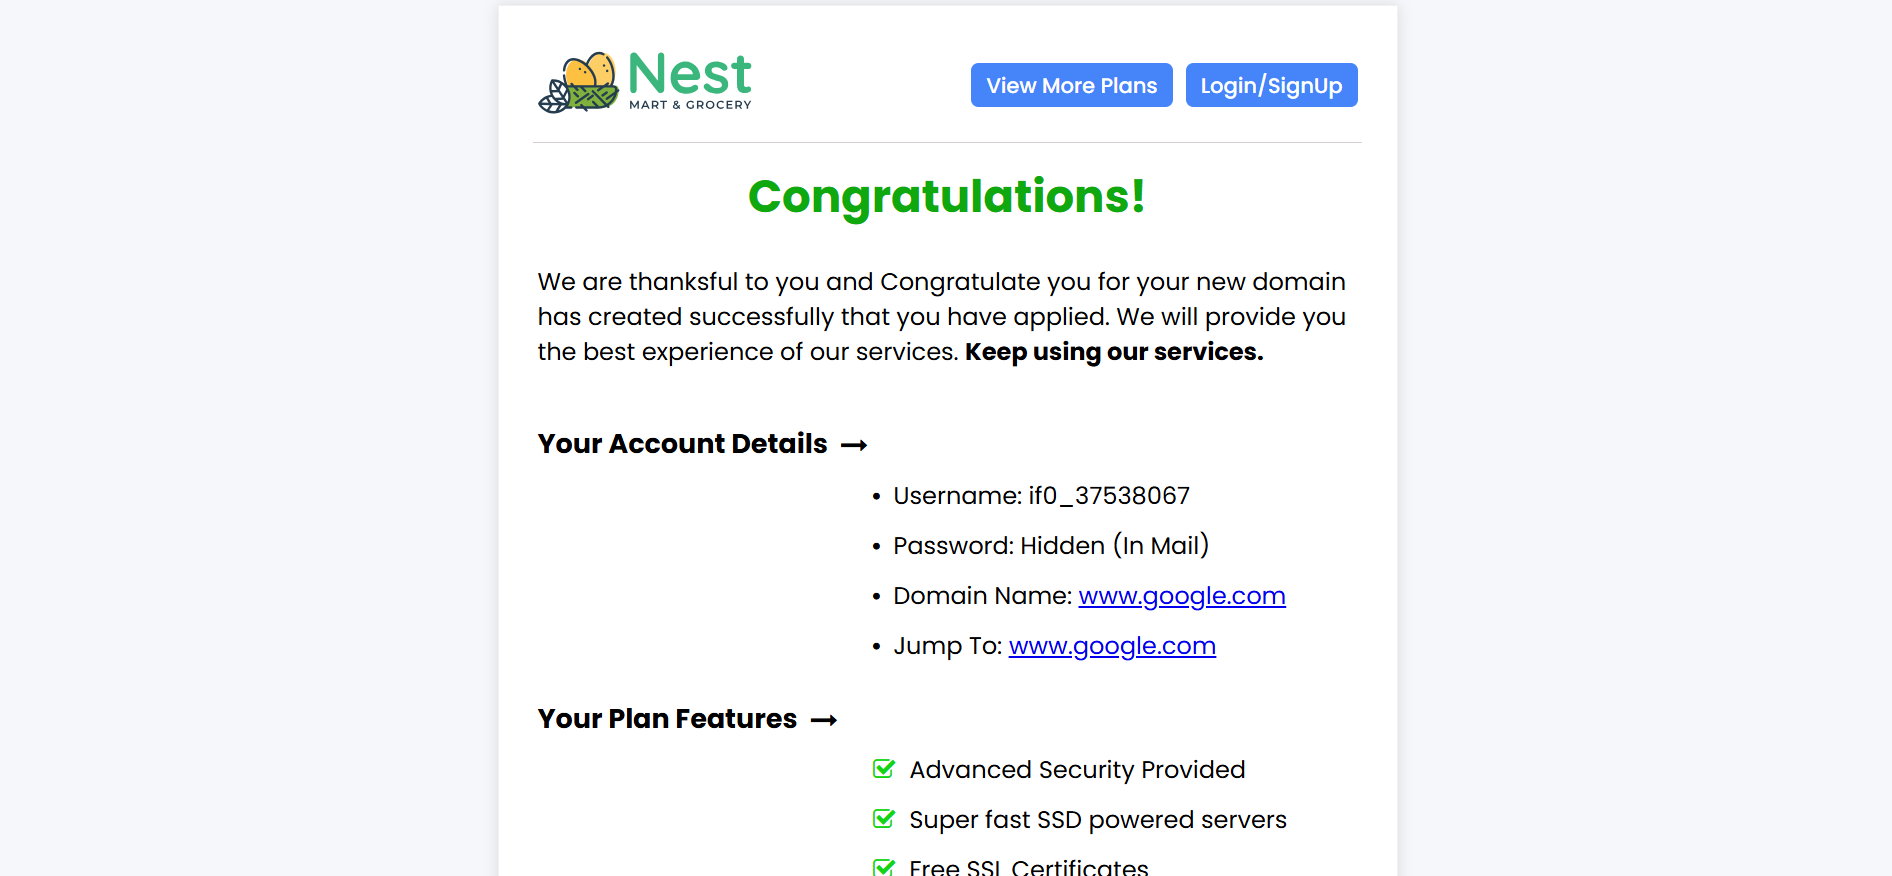 Nest
MART & GROCERY
View More Plans
Login/SignUp
Congratulations!
We are thanksful to you and Congratulate you for your new domain
has created successfully that you have applied. We will provide you
the best experience of our services. Keep using our services.
Your Account Details →
• Username: if0_37538067
• Password: Hidden (In Mail)
• Domain Name: www.google.com
• Jump To: www.google.com
Your Plan Features →
Advanced Security Provided
Super fast SSD powered servers
Free SSL Certificates